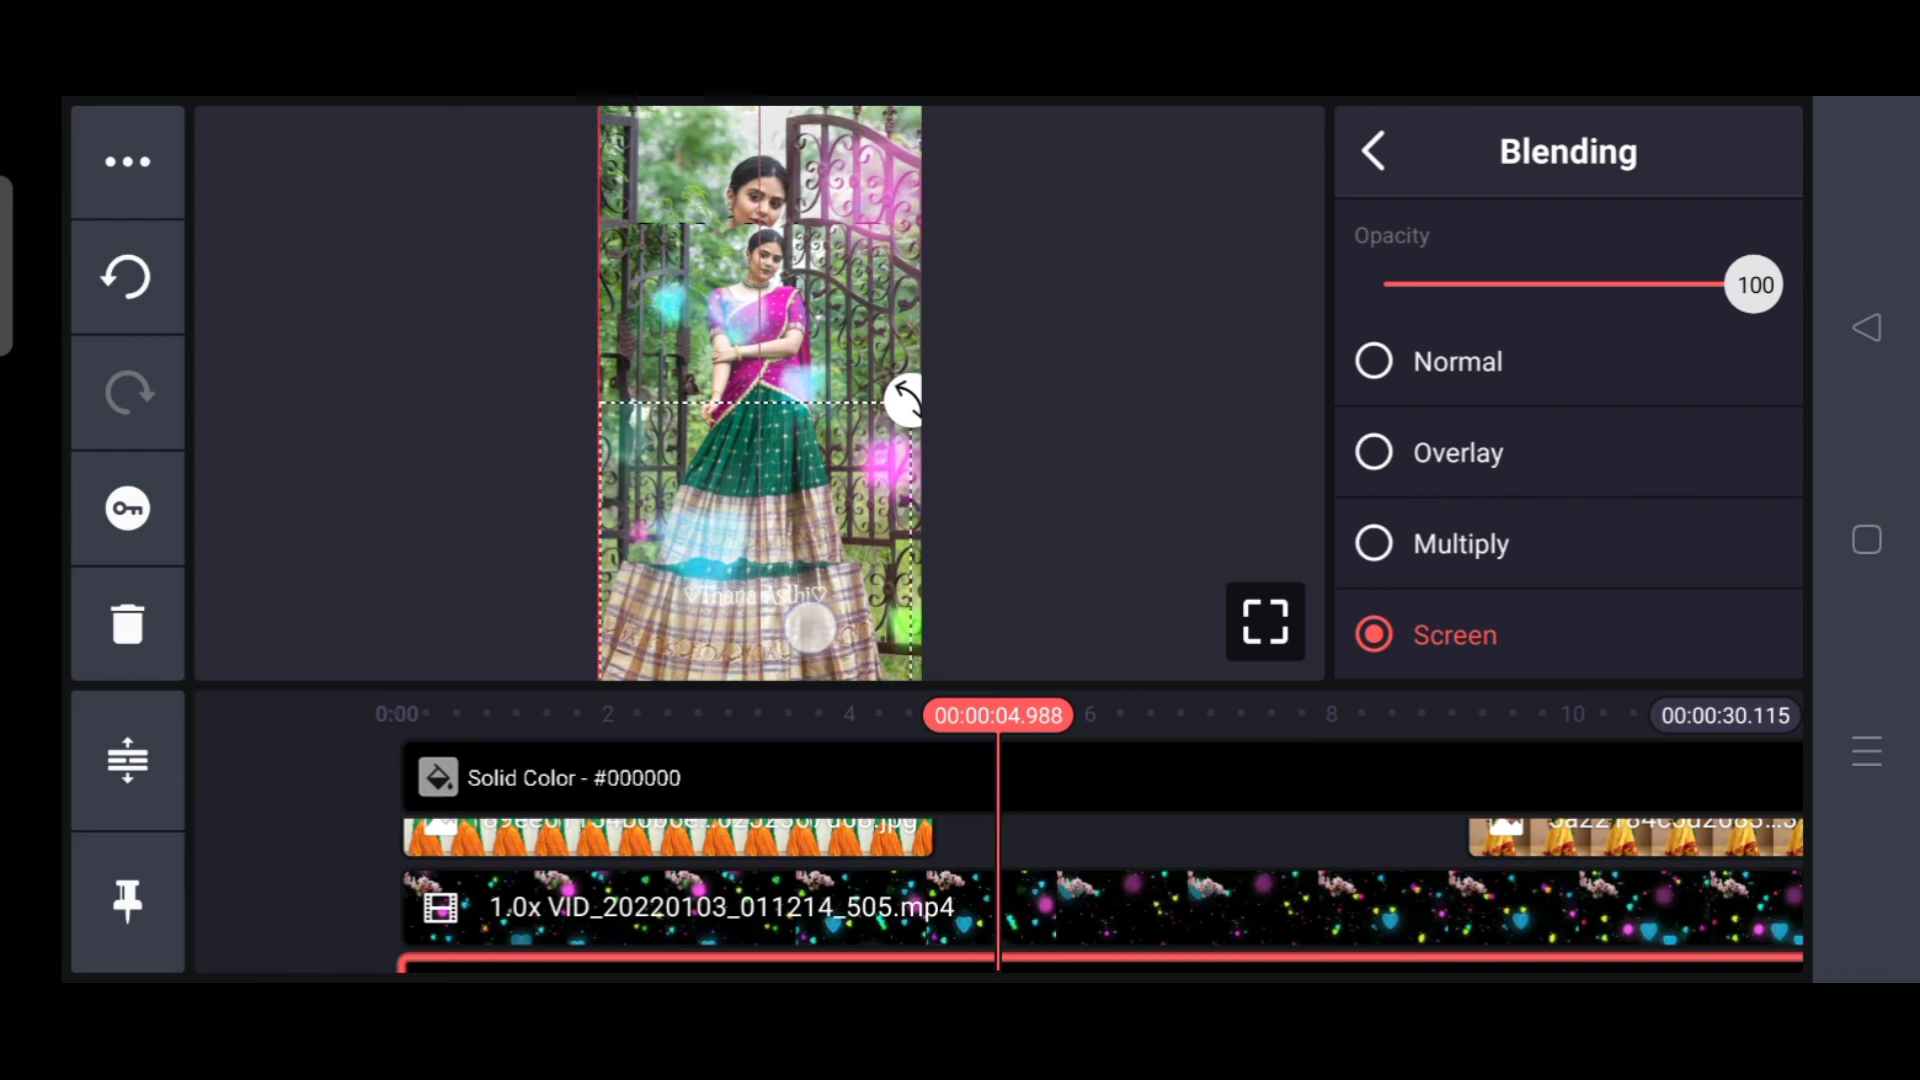 Blending
Opacity
100
Normal
Overlay
Multiply
Screen
0:00
2
4
00:00:04.988
6
8
10
00:00:30.115
Solid Color - #000000
1.0x VID_20220103_011214_505.mp4